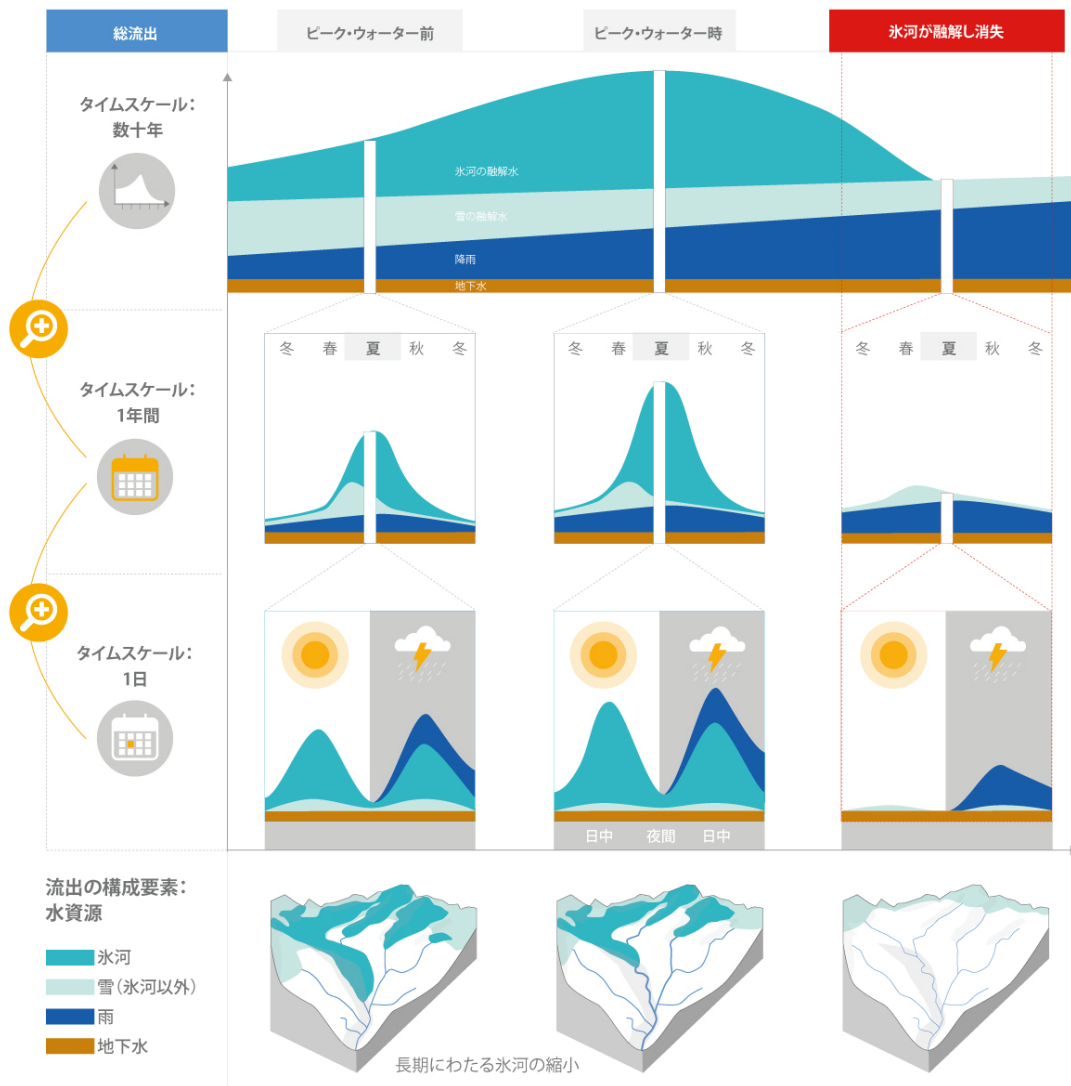 総流出
ピーク・ウォーター前
ピーク・ウォーター時
氷河が融解し消失
タイムスケール：
数十年
氷河の融解水
雪の融解水
降雨
地下水
タイムスケール：
1年間
冬 春 夏 秋 冬
冬 春 夏 秋 冬
冬 春 夏 秋 冬
タイムスケール：
1日
日中 夜間 日中
流出の構成要素：
水資源
氷河
雪（氷河以外）
雨
地下水
長期にわたる氷河の縮小